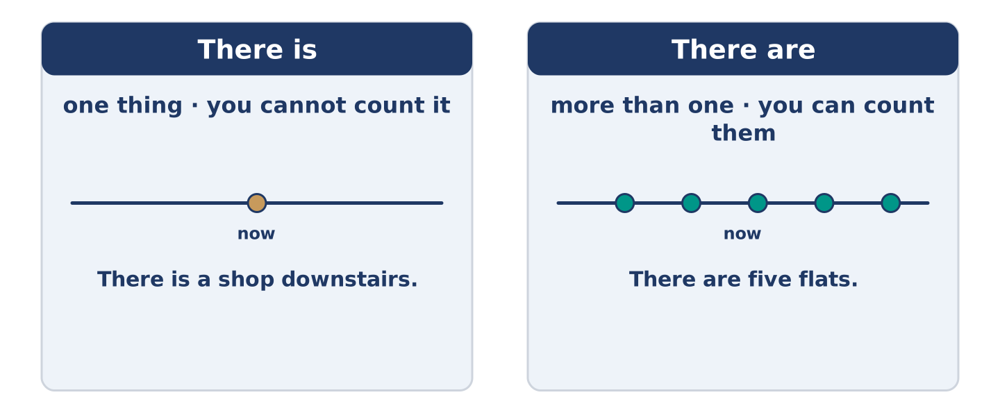 There is
one thing · you cannot count it
now
There is a shop downstairs.
There are
more than one · you can count
them
now
There are five flats.